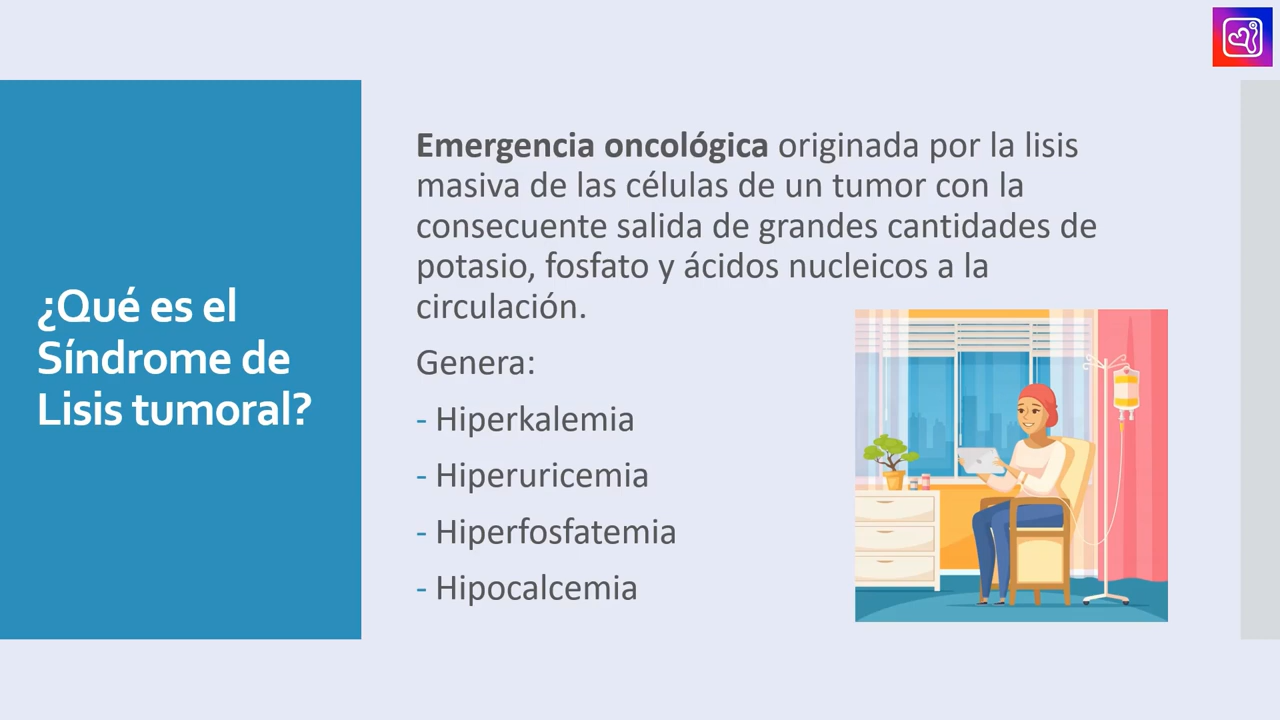 ¿Qué es el
Síndrome de
Lisis tumoral?
Emergencia oncológica originada por la lisis
masiva de las células de un tumor con la
consecuente salida de grandes cantidades de
potasio, fosfato y ácidos nucleicos a la
circulación.
Genera:
- Hiperkalemia
- Hiperuricemia
- Hiperfosfatemia
- Hipocalcemia